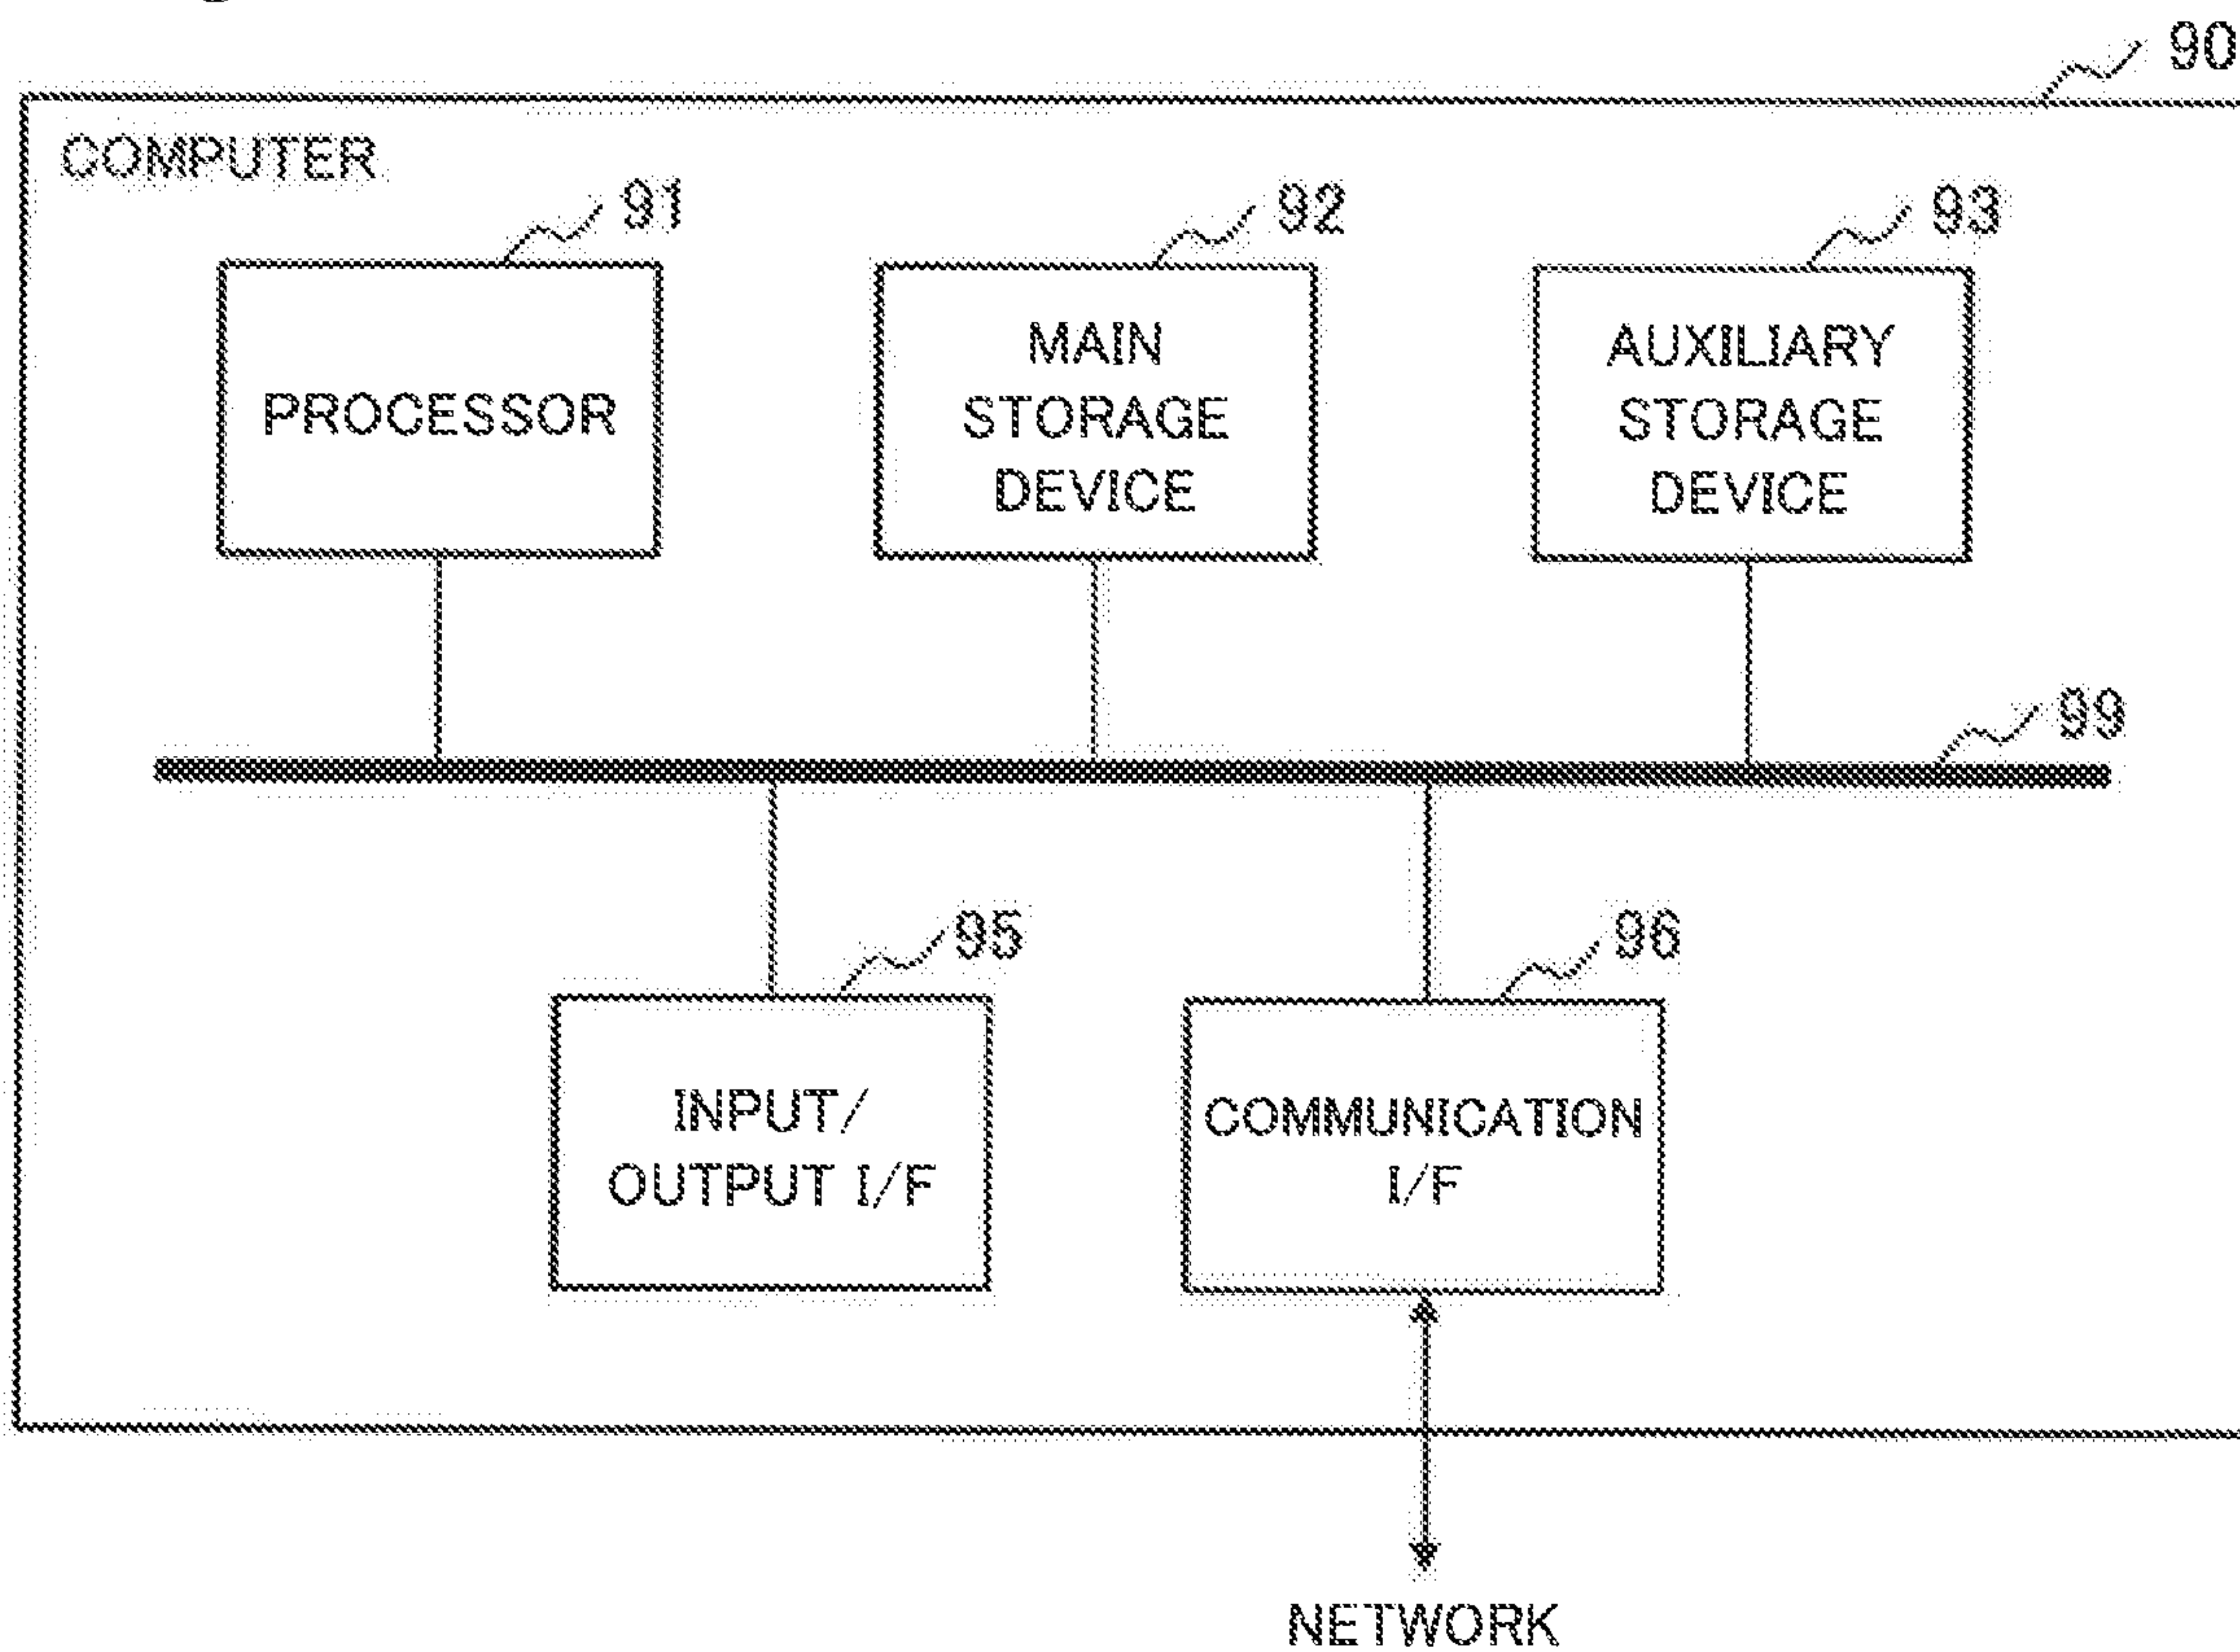 90
COMPUTER
91
92
93
PROCESSOR
MAIN
STORAGE
DEVICE
AUXILIARY
STORAGE
DEVICE
99
95
96
INPUT/
OUTPUT I/F
COMMUNICATION
I/F
NETWORK